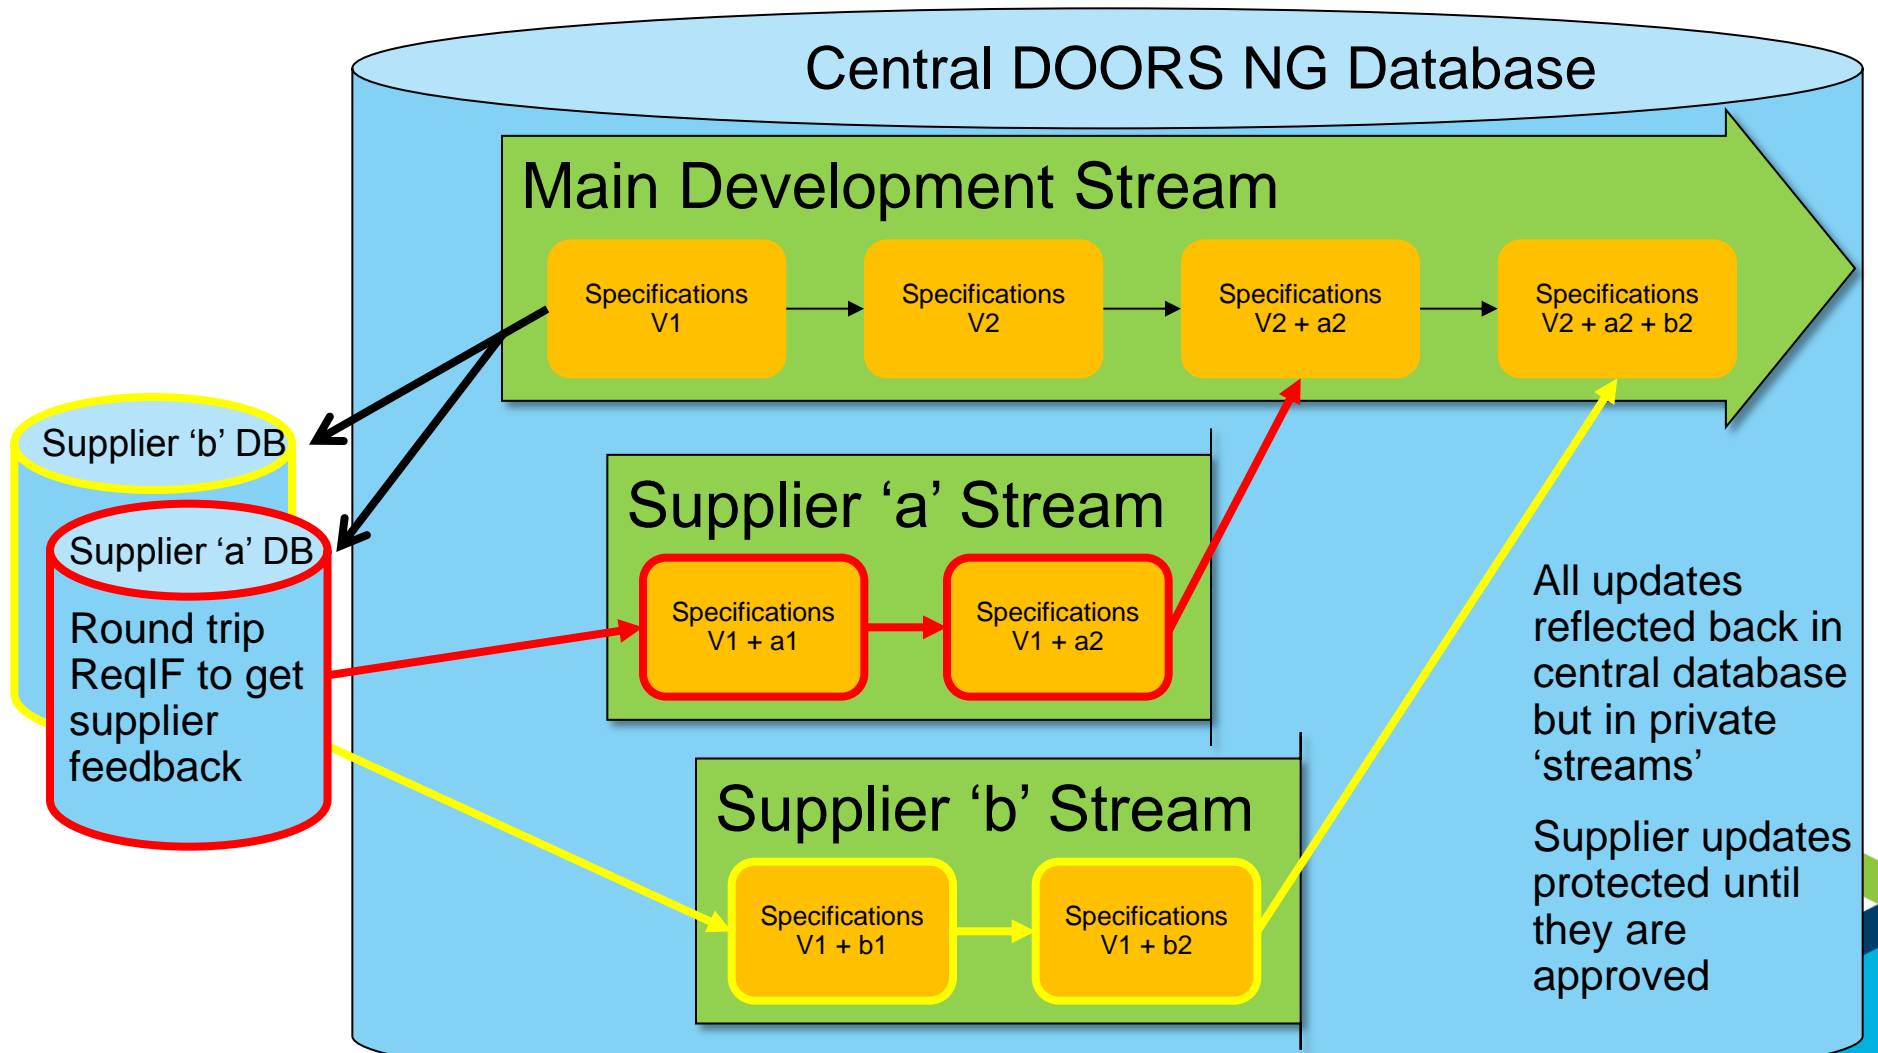 Central DOORS NG Database
Main Development Stream
Specifications
V1
Specifications
V2
Specifications
V2 + a2
Specifications
V2 + a2 + b2
Supplier ‘b’ DB
Supplier ‘a’ DB
Round trip
ReqIF to get
supplier
feedback
Supplier ‘a’ Stream
Specifications
V1 + a1
Specifications
V1 + a2
Supplier ‘b’ Stream
Specifications
V1 + b1
Specifications
V1 + b2
All updates
reflected back in
central database
but in private
‘streams’
Supplier updates
protected until
they are
approved